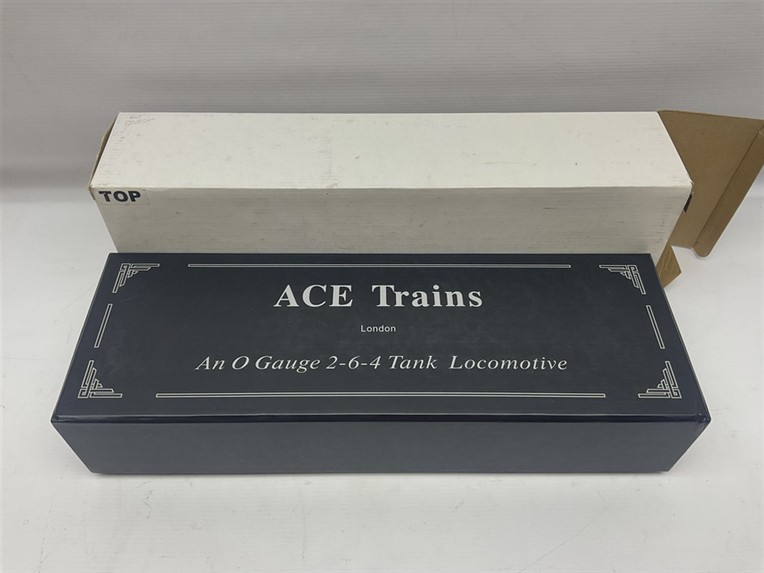 TOP
ACE Trains
London
An O Gauge 2-6-4 Tank Locomotive